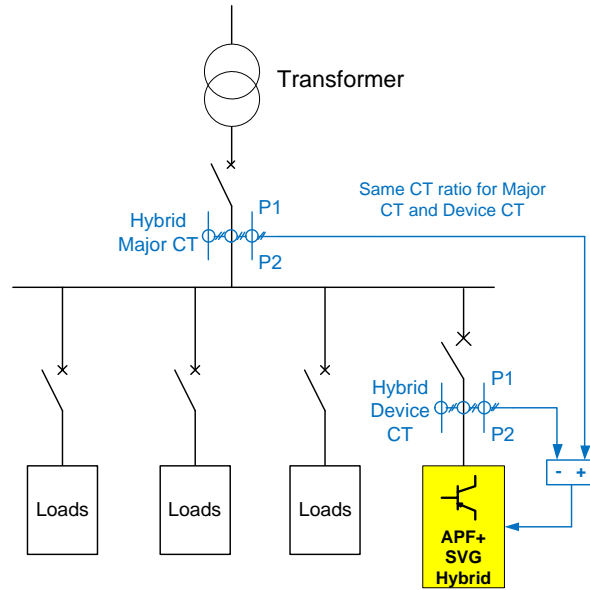 Transformer
Same CT ratio for Major
CT and Device CT
P1
Hybrid
Major CT
P2
P1
Hybrid
Device
CT
P2
- +
Loads
Loads
Loads
APF+
SVG
Hybrid